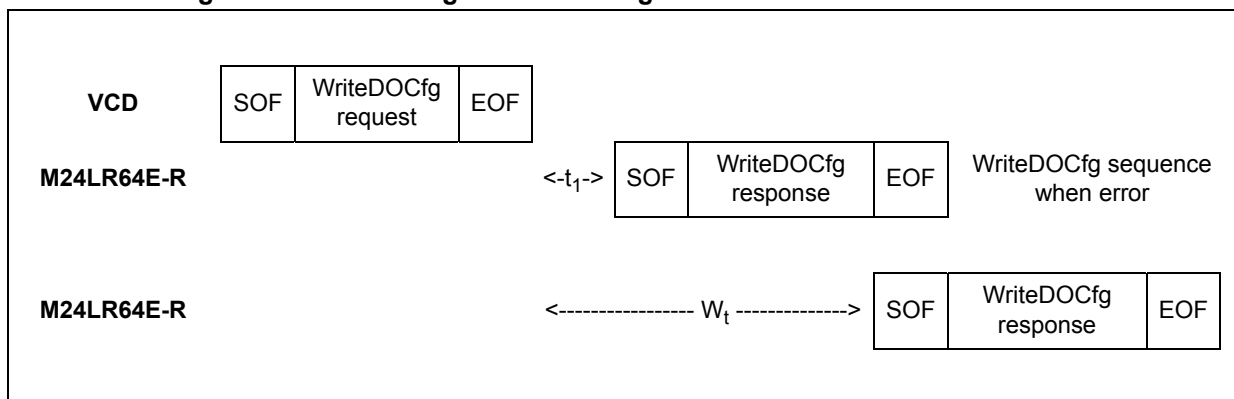 VCD SOF WriteDOCfg request EOF
M24LR64E-R <-t₁-> SOF WriteDOCfg response EOF WriteDOCfg sequence when error
M24LR64E-R <----------------- Wₜ --------------> SOF WriteDOCfg response EOF